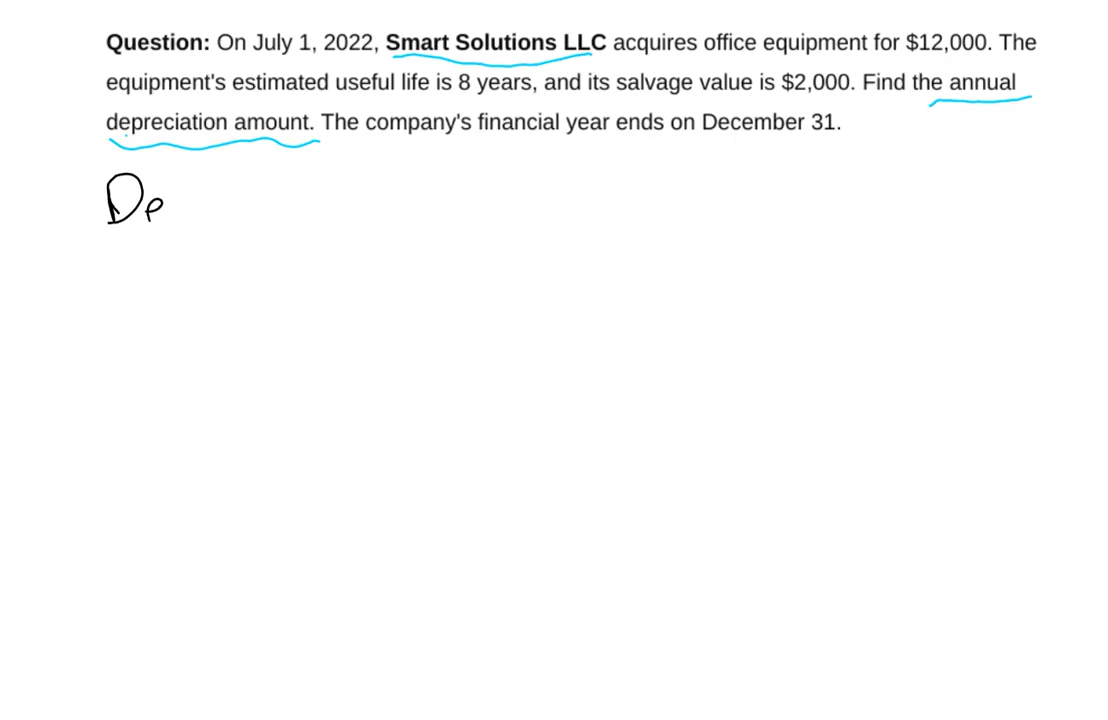 Question: On July 1, 2022, Smart Solutions LLC acquires office equipment for $12,000. The
equipment's estimated useful life is 8 years, and its salvage value is $2,000. Find the annual
depreciation amount. The company's financial year ends on December 31.
De